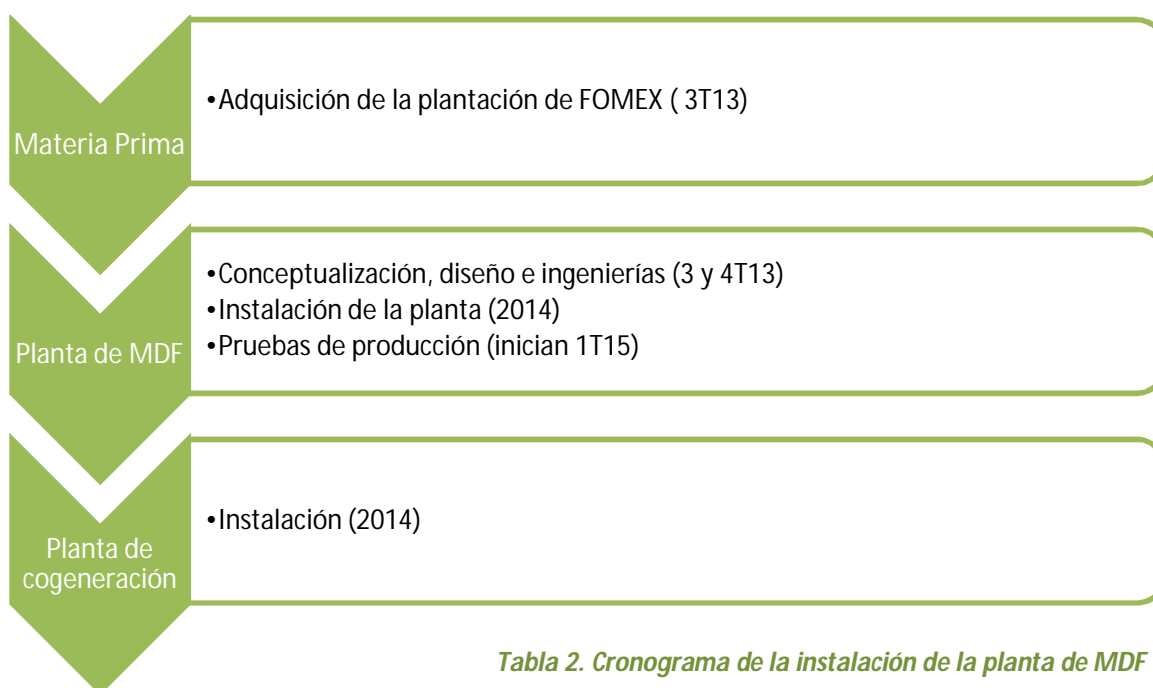 Materia Prima
•Adquisición de la plantación de FOMEX ( 3T13)
Planta de MDF
•Conceptualización, diseño e ingenierías (3 y 4T13)
•Instalación de la planta (2014)
•Pruebas de producción (inician 1T15)
Planta de
cogeneración
•Instalación (2014)
Tabla 2. Cronograma de la instalación de la planta de MDF